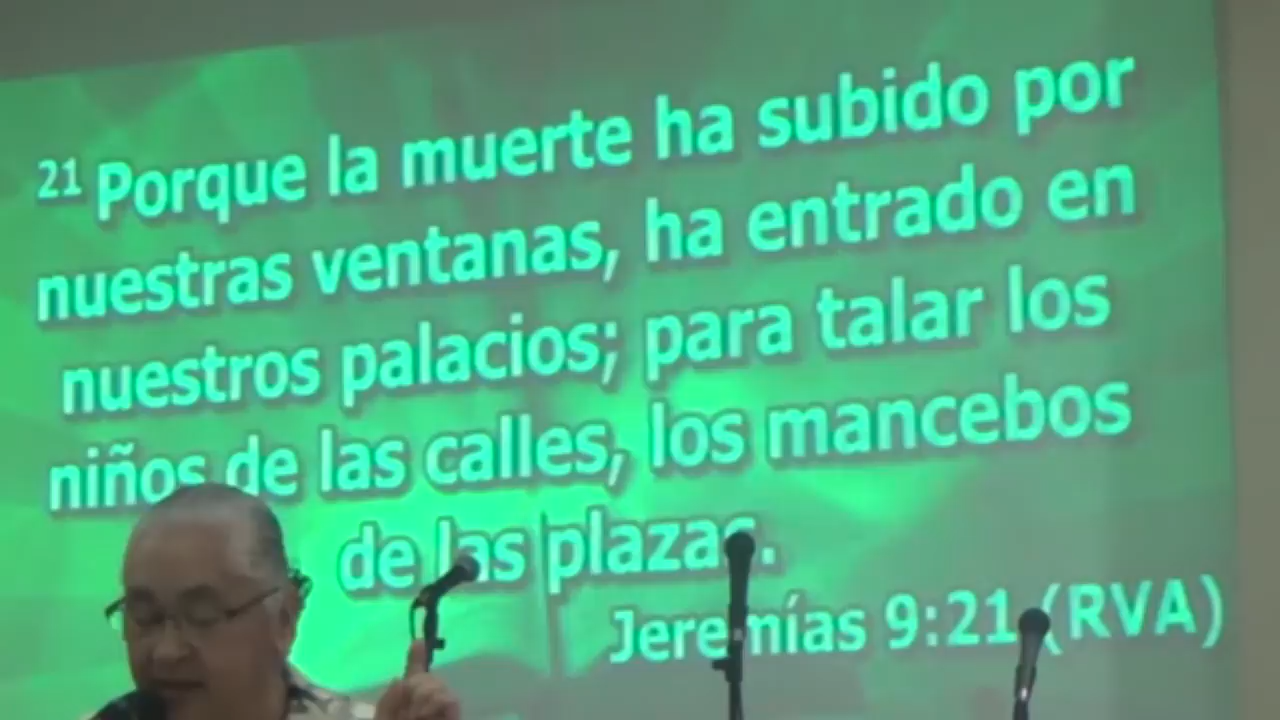 21 Porque la muerte ha subido por
nuestras ventanas, ha entrado en
nuestros palacios; para talar los
niños de las calles, los mancebos
de las plazas.
Jeremías 9:21 (RVA)